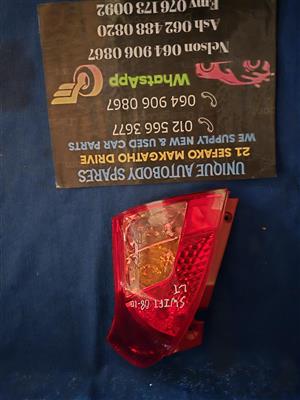 UNIQUE AUTOBODY SPARES
21 SEFAKO MAKGATHO DRIVE
WE SUPPLY NEW & USED CAR PARTS
012 566 3677
064 906 0867
WhatsApp
Nelson 064 906 0867
Ash 062 488 0820
Emy 076 173 0092
SWIFT 08-10
LT